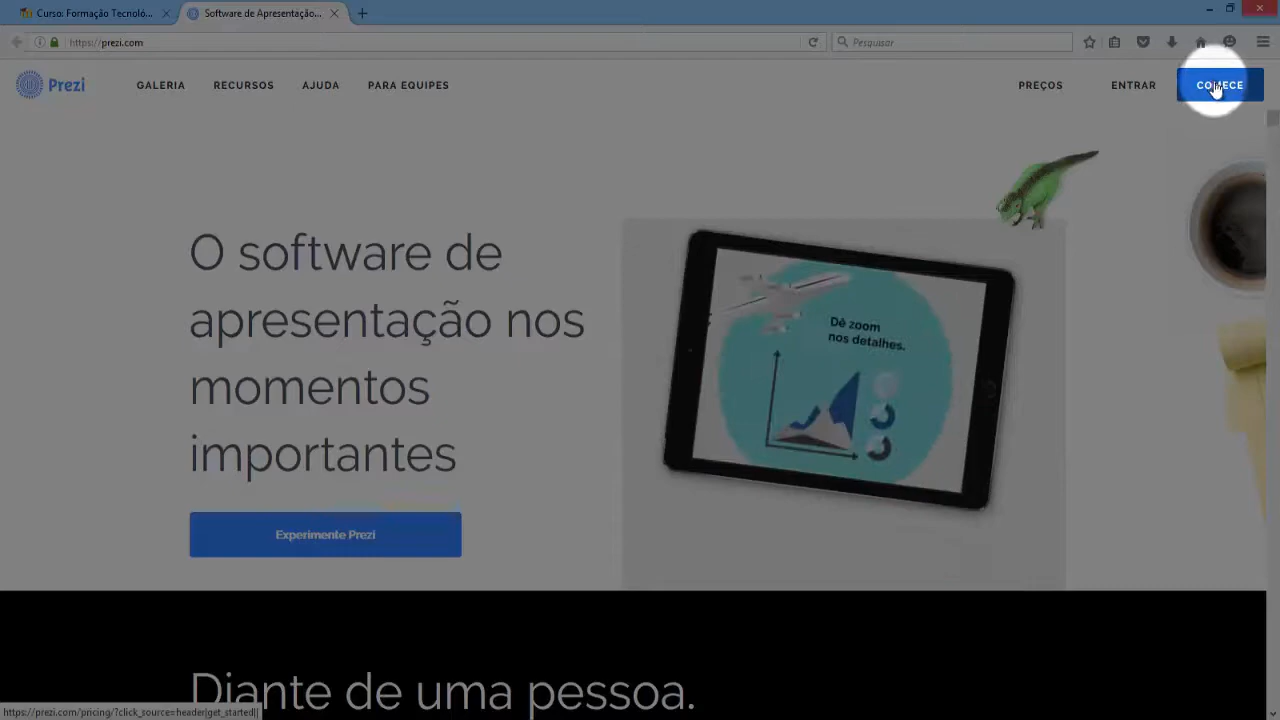 Curso: Formação Tecnoló...
Software de Apresentação...
https://prezi.com
Pesquisar
Prezi
GALERIA
RECURSOS
AJUDA
PARA EQUIPES
PREÇOS
ENTRAR
COMECE
O software de
apresentação nos
momentos
importantes
Dê zoom
nos detalhes.
Experimente Prezi
Diante de uma pessoa.
https://prezi.com/pricing/?click_source=header|get_started||